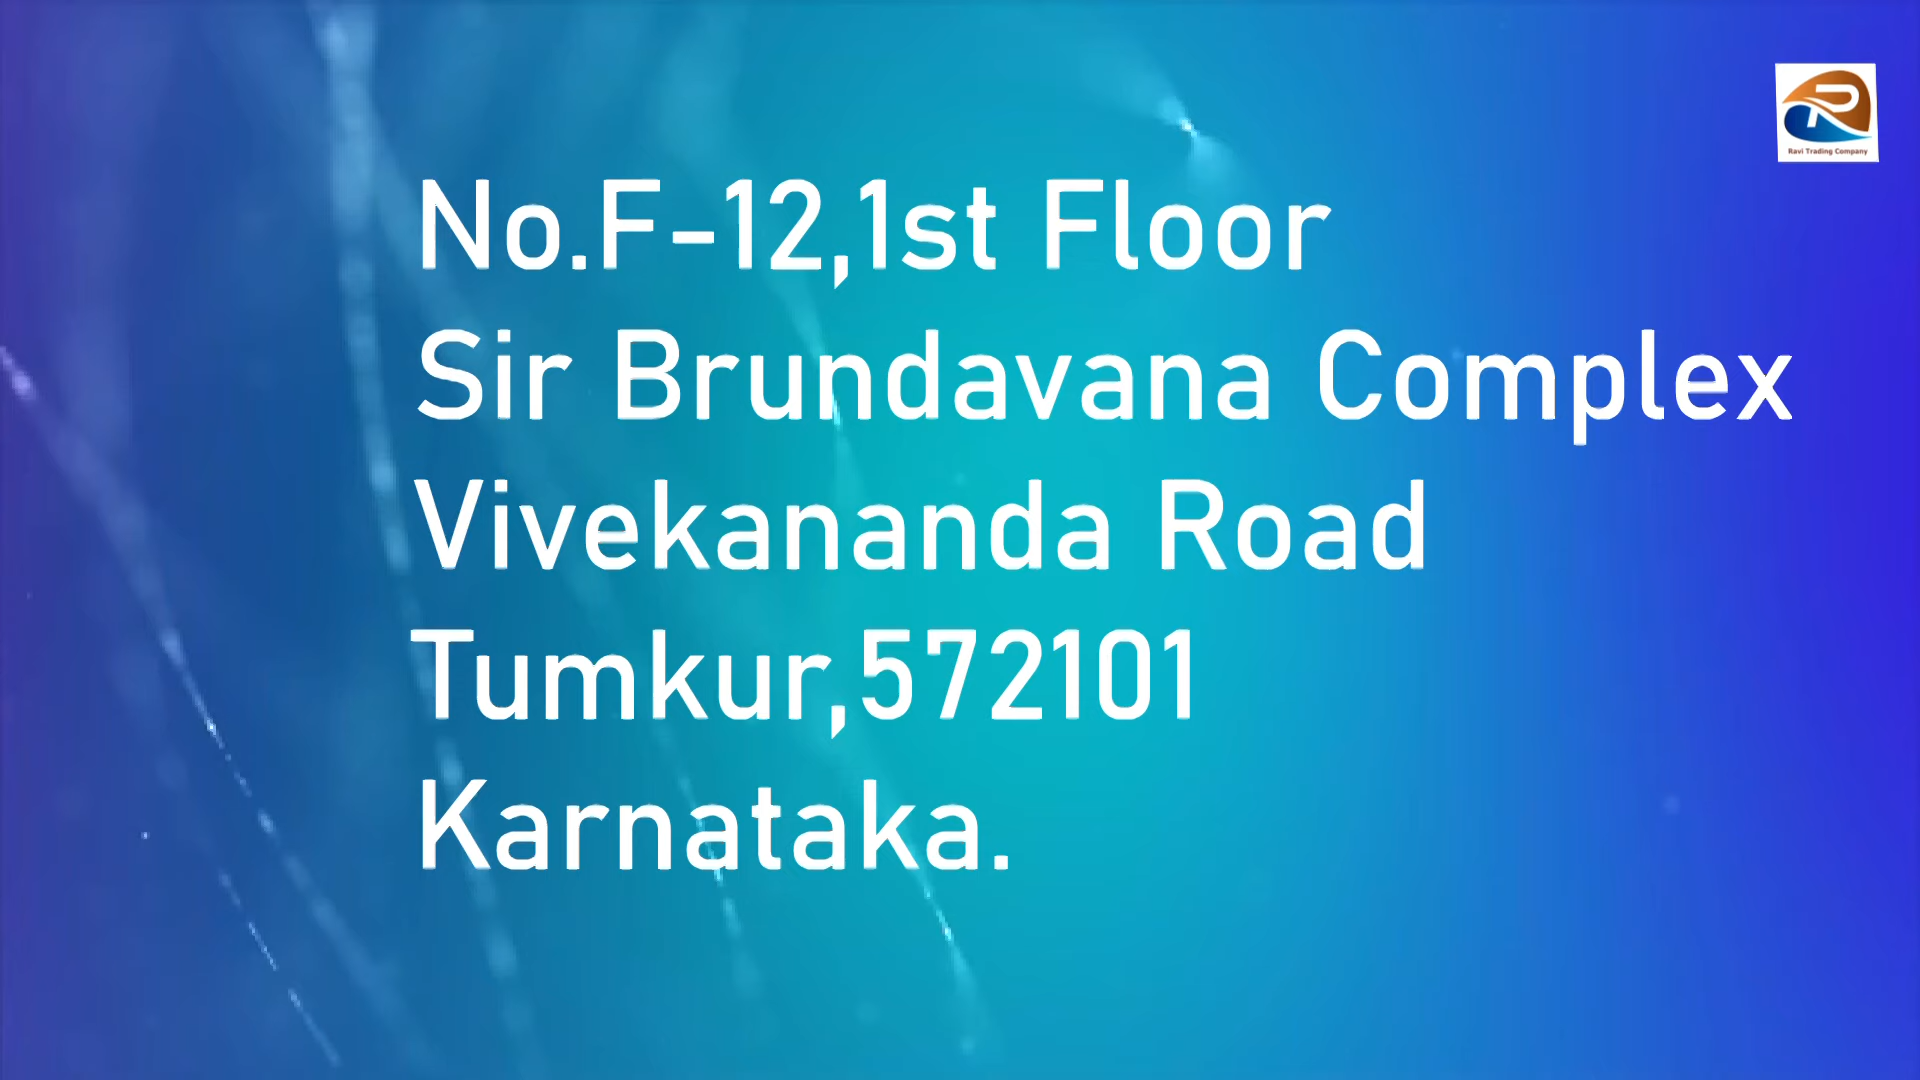 Ravi Trading Company
No.F-12,1st Floor
Sir Brundavana Complex
Vivekananda Road
Tumkur,572101
Karnataka.